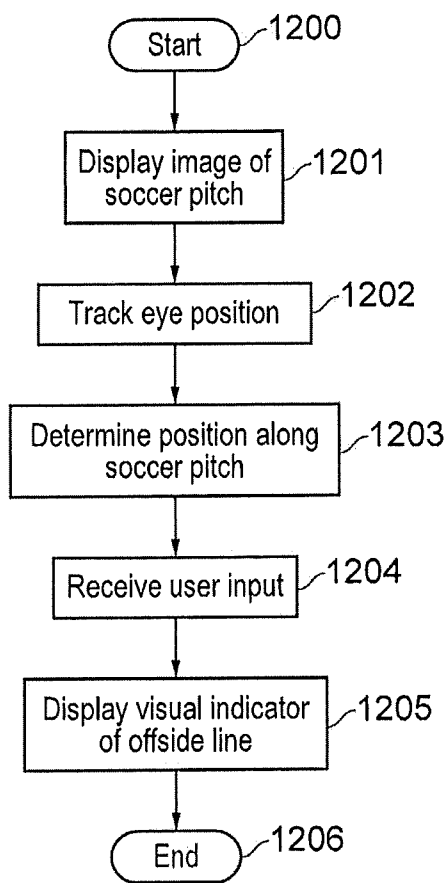 Start
1200
Display image of
soccer pitch
1201
Track eye position
1202
Determine position along
soccer pitch
1203
Receive user input
1204
Display visual indicator
of offside line
1205
End
1206